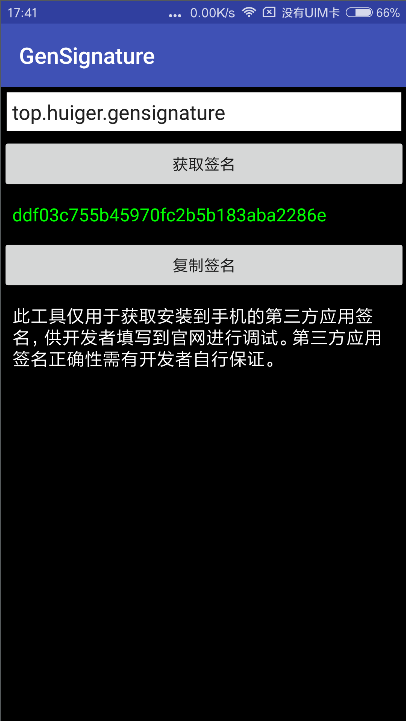 17:41 ... 0.00K/s 没有UIM卡 66%
GenSignature
top.huiger.gensignature
获取签名
ddf03c755b45970fc2b5b183aba2286e
复制签名
此工具仅用于获取安装到手机的第三方应用签
名，供开发者填写到官网进行调试。第三方应用
签名正确性需有开发者自行保证。